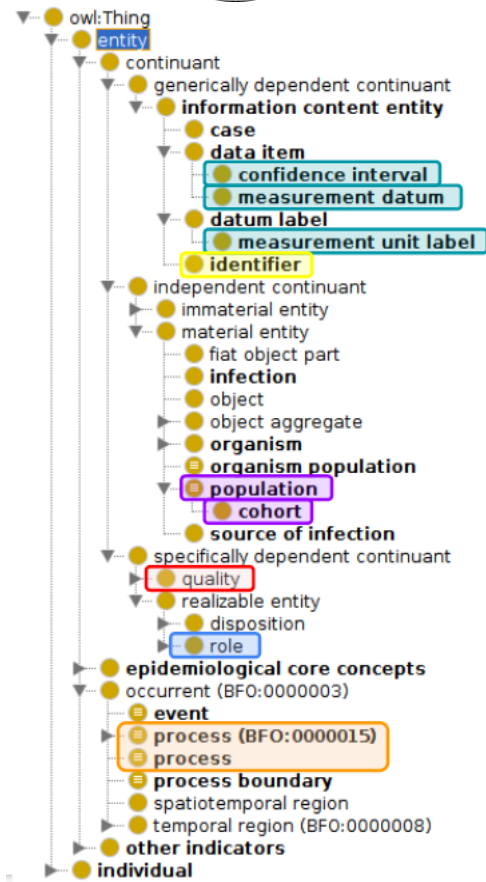 owl:Thing
entity
continuant
generically dependent continuant
information content entity
case
data item
confidence interval
measurement datum
datum label
measurement unit label
identifier
independent continuant
immaterial entity
material entity
fiat object part
infection
object
object aggregate
organism
organism population
population
cohort
source of infection
specifically dependent continuant
quality
realizable entity
disposition
role
epidemiological core concepts
occurrent (BFO:0000003)
event
process (BFO:0000015)
process
process boundary
spatiotemporal region
temporal region (BFO:0000008)
other indicators
individual